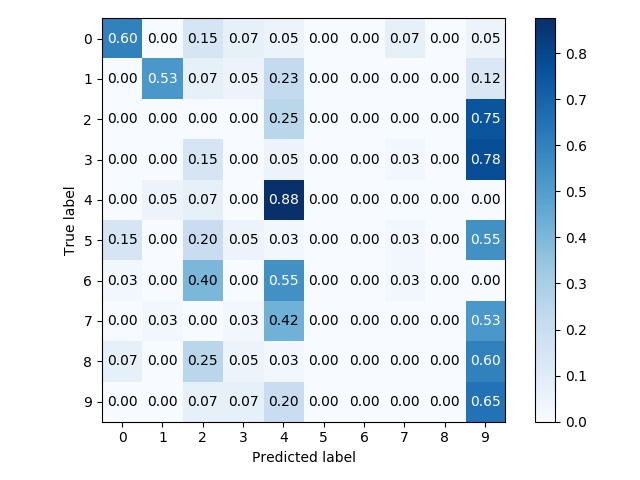 0 0.60 0.00 0.15 0.07 0.05 0.00 0.00 0.07 0.00 0.05
1 0.00 0.53 0.07 0.05 0.23 0.00 0.00 0.00 0.00 0.12
2 0.00 0.00 0.00 0.00 0.25 0.00 0.00 0.00 0.00 0.75
3 0.00 0.00 0.15 0.00 0.05 0.00 0.00 0.03 0.00 0.78
4 0.00 0.05 0.07 0.00 0.88 0.00 0.00 0.00 0.00 0.00
5 0.15 0.00 0.20 0.05 0.03 0.00 0.00 0.03 0.00 0.55
6 0.03 0.00 0.40 0.00 0.55 0.00 0.00 0.03 0.00 0.00
7 0.00 0.03 0.00 0.03 0.42 0.00 0.00 0.00 0.00 0.53
8 0.07 0.00 0.25 0.05 0.03 0.00 0.00 0.00 0.00 0.60
9 0.00 0.00 0.07 0.07 0.20 0.00 0.00 0.00 0.00 0.65
0 1 2 3 4 5 6 7 8 9
Predicted label
True label
0.8
0.7
0.6
0.5
0.4
0.3
0.2
0.1
0.0